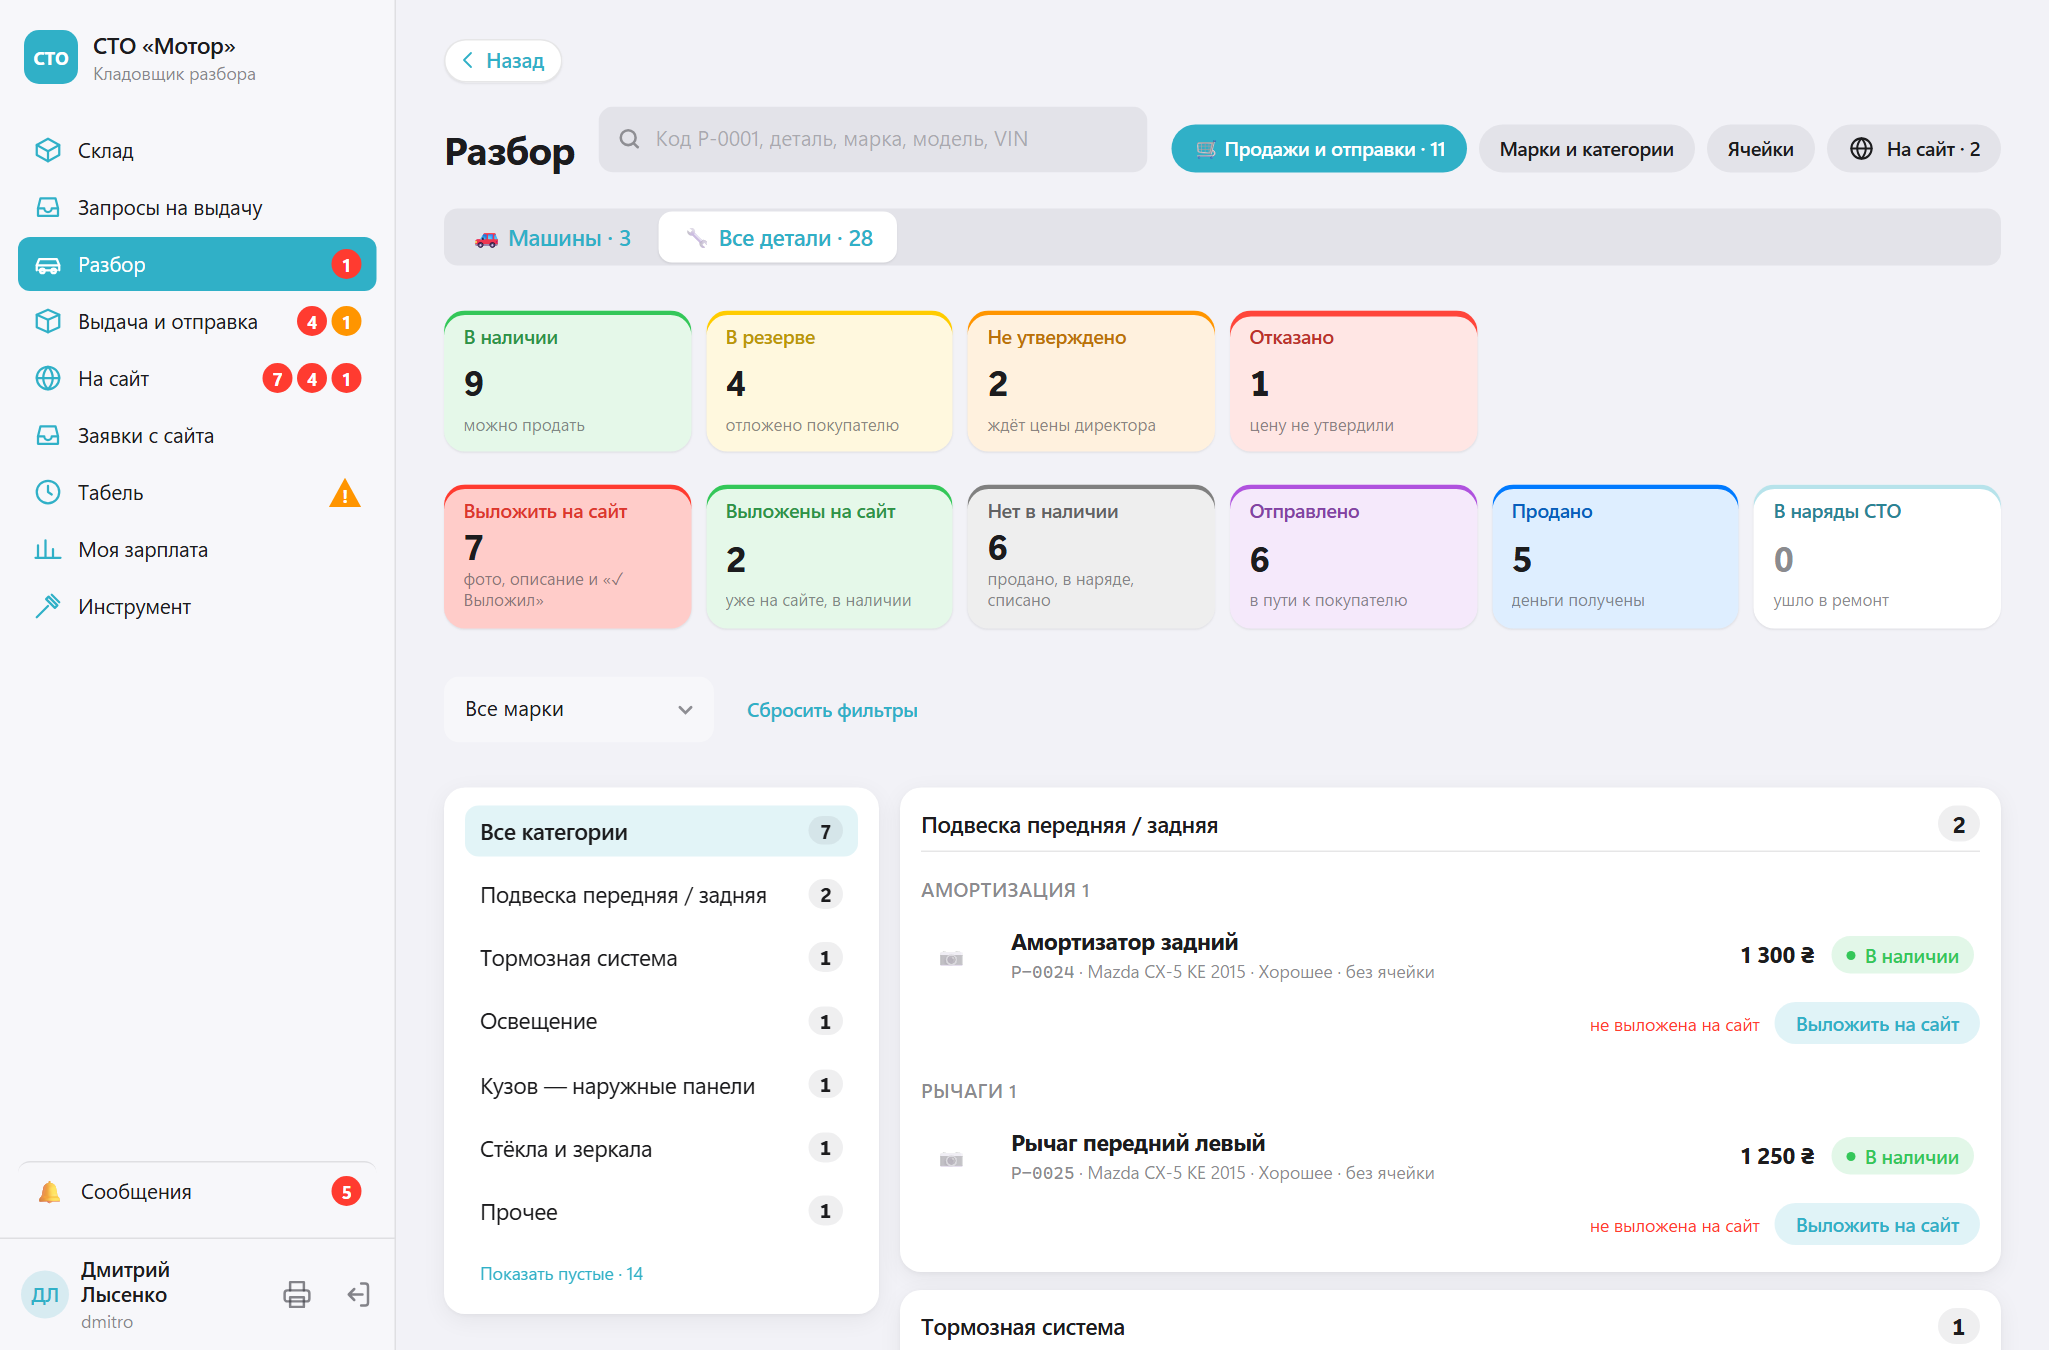 СТО
СТО «Мотор»
Кладовщик разбора
Склад
Запросы на выдачу
Разбор 1
Выдача и отправка 4 1
На сайт 7 4 1
Заявки с сайта
Табель
Моя зарплата
Инструмент
Сообщения 5
ДЛ
Дмитрий
Лысенко
dmitro
Назад
Разбор
Код P-0001, деталь, марка, модель, VIN
Продажи и отправки · 11
Марки и категории
Ячейки
На сайт · 2
Машины · 3
Все детали · 28
В наличии
9
можно продать
В резерве
4
отложено покупателю
Не утверждено
2
ждёт цены директора
Отказано
1
цену не утвердили
Выложить на сайт
7
фото, описание и «✓
Выложил»
Выложены на сайт
2
уже на сайте, в наличии
Нет в наличии
6
продано, в наряде,
списано
Отправлено
6
в пути к покупателю
Продано
5
деньги получены
В наряды СТО
0
ушло в ремонт
Все марки
Сбросить фильтры
Все категории 7
Подвеска передняя / задняя 2
Тормозная система 1
Освещение 1
Кузов — наружные панели 1
Стёкла и зеркала 1
Прочее 1
Показать пустые · 14
Подвеска передняя / задняя 2
АМОРТИЗАЦИЯ 1
Амортизатор задний
P-0024 · Mazda CX-5 KE 2015 · Хорошее · без ячейки
1 300 ₴
В наличии
не выложена на сайт
Выложить на сайт
РЫЧАГИ 1
Рычаг передний левый
P-0025 · Mazda CX-5 KE 2015 · Хорошее · без ячейки
1 250 ₴
В наличии
не выложена на сайт
Выложить на сайт
Тормозная система 1